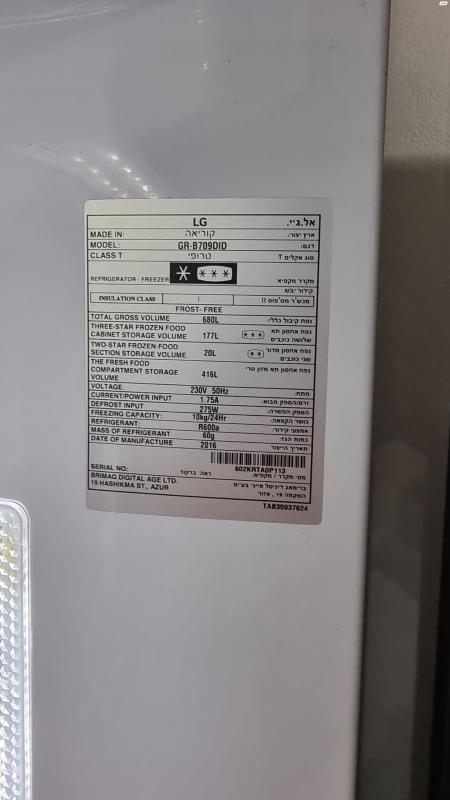 LG אל.ג'י.
MADE IN: קוריאה ארץ יצור:
MODEL: GR-B709DID דגם:
CLASS T טרופי סוג אקלים T
REFRIGERATOR - FREEZER מקרר מקפיא
קירור יבש
INSULATION CLASS I מכש'ר מס'פוס II
FROST- FREE
TOTAL GROSS VOLUME 680L נפח קיבול כללי:
THREE-STAR FROZEN FOOD CABINET STORAGE VOLUME 177L נפח אחסון תא שלושה כוכבים
TWO-STAR FROZEN-FOOD SECTION STORAGE VOLUME 20L נפח אחסון מדור שני כוכבים
THE FRESH FOOD COMPARTMENT STORAGE VOLUME 416L נפח אחסון תא מזון טרי
VOLTAGE: 230V 50Hz מתח:
CURRENT/POWER INPUT 1.75A זרם/הספק מבוא:
DEFROST INPUT 275W הספק הפשרה:
FREEZING CAPACITY: 10kg/24Hr כושר הקפאה:
REFRIGERANT: R600a אמצעי קירור:
MASS OF REFRIGERANT 60g כמות הגז:
DATE OF MANUFACTURE 2016 תאריך הייצור
602KRTA0P113
SERIAL NO: ראה ברקוד מס' מקרר / מקפיא:
BRIMAG DIGITAL AGE LTD. ברימאג דיגיטל אייג' בע"מ
19 HASHIKMA ST., AZUR השקמה 19, אזור
TAB35937624